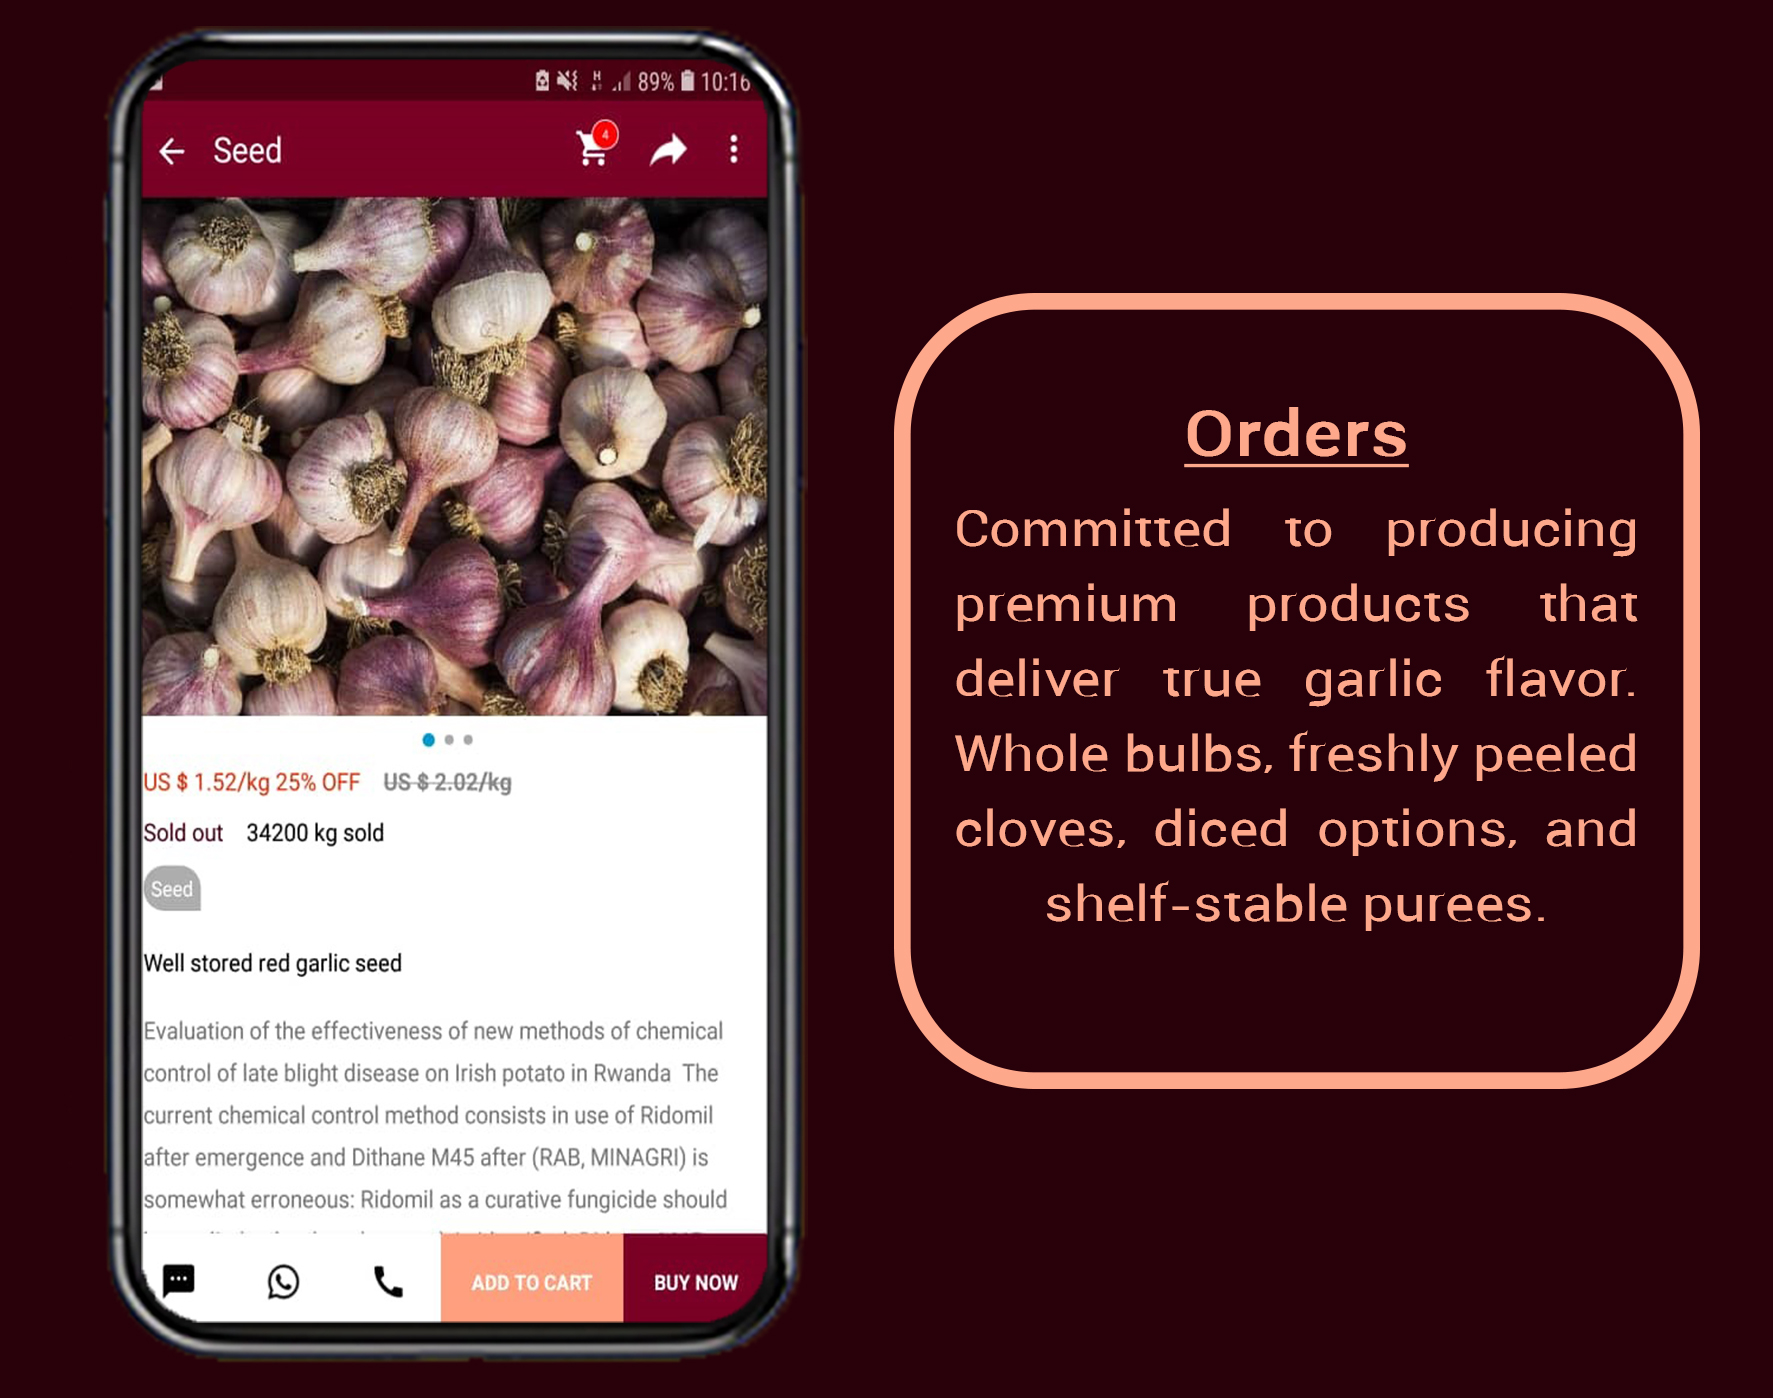 H 89% 10:16
Seed
4
US $ 1.52/kg 25% OFF US $ 2.02/kg
Sold out 34200 kg sold
Seed
Well stored red garlic seed
Evaluation of the effectiveness of new methods of chemical
control of late blight disease on Irish potato in Rwanda The
current chemical control method consists in use of Ridomil
after emergence and Dithane M45 after (RAB, MINAGRI) is
somewhat erroneous: Ridomil as a curative fungicide should
ADD TO CART BUY NOW
Orders
Committed to producing
premium products that
deliver true garlic flavor.
Whole bulbs, freshly peeled
cloves, diced options, and
shelf-stable purees.